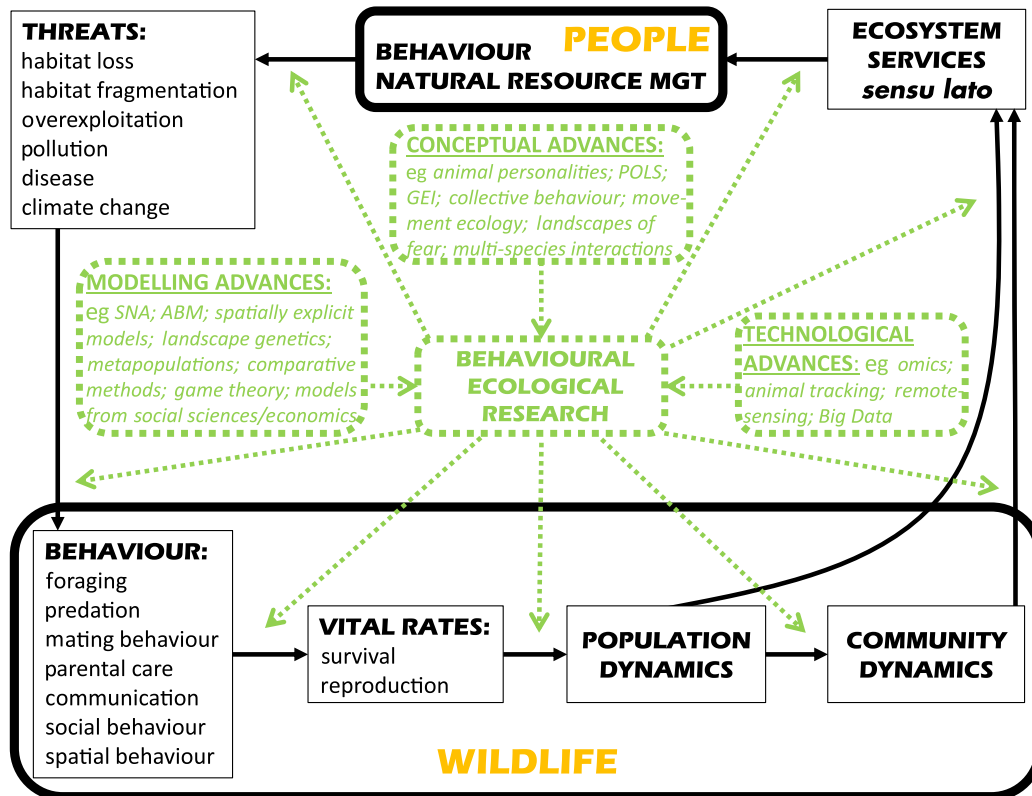 THREATS:
habitat loss
habitat fragmentation
overexploitation
pollution
disease
climate change
PEOPLE
BEHAVIOUR
NATURAL RESOURCE MGT
ECOSYSTEM
SERVICES
sensu lato
CONCEPTUAL ADVANCES:
eg animal personalities; POLS;
GEI; collective behaviour; move-
ment ecology; landscapes of
fear; multi-species interactions
MODELLING ADVANCES:
eg SNA; ABM; spatially explicit
models; landscape genetics;
metapopulations; comparative
methods; game theory; models
from social sciences/economics
BEHAVIOURAL
ECOLOGICAL
RESEARCH
TECHNOLOGICAL
ADVANCES: eg omics;
animal tracking; remote-
sensing; Big Data
BEHAVIOUR:
foraging
predation
mating behaviour
parental care
communication
social behaviour
spatial behaviour
VITAL RATES:
survival
reproduction
POPULATION
DYNAMICS
COMMUNITY
DYNAMICS
WILDLIFE